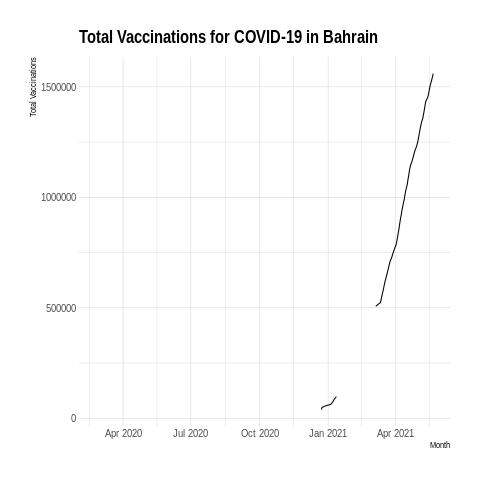 Total Vaccinations for COVID-19 in Bahrain
Total Vaccinations
1500000
1000000
500000
0
Apr 2020 Jul 2020 Oct 2020 Jan 2021 Apr 2021
Month